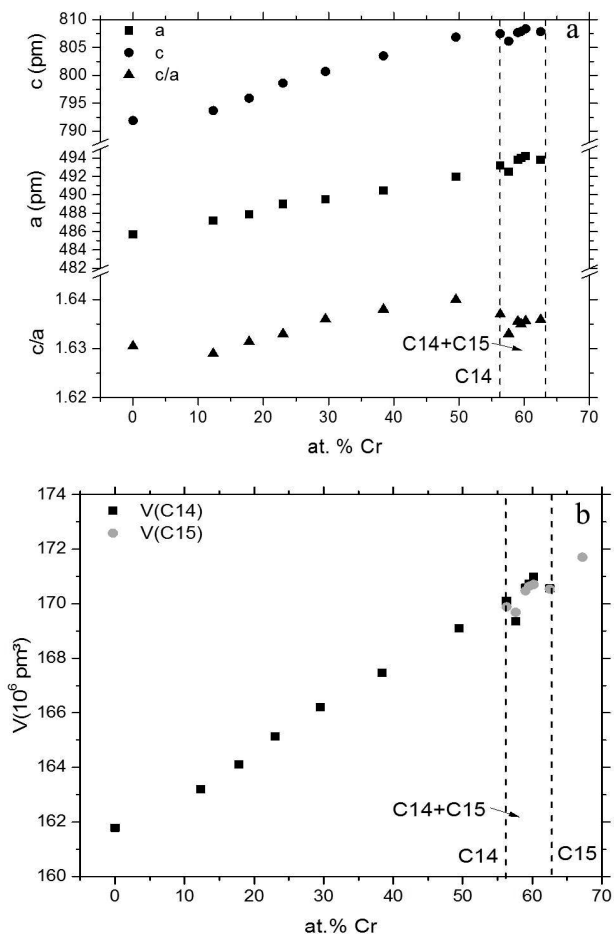 a
a
c
c/a
c (pm)
810
805
800
795
790
a (pm)
494
492
490
488
486
484
482
c/a
1.64
1.63
1.62
C14+C15
C14
0 10 20 30 40 50 60 70
at. % Cr
b
V(C14)
V(C15)
V(10⁶ pm³)
174
172
170
168
166
164
162
160
C14+C15
C14
C15
0 10 20 30 40 50 60 70
at.% Cr